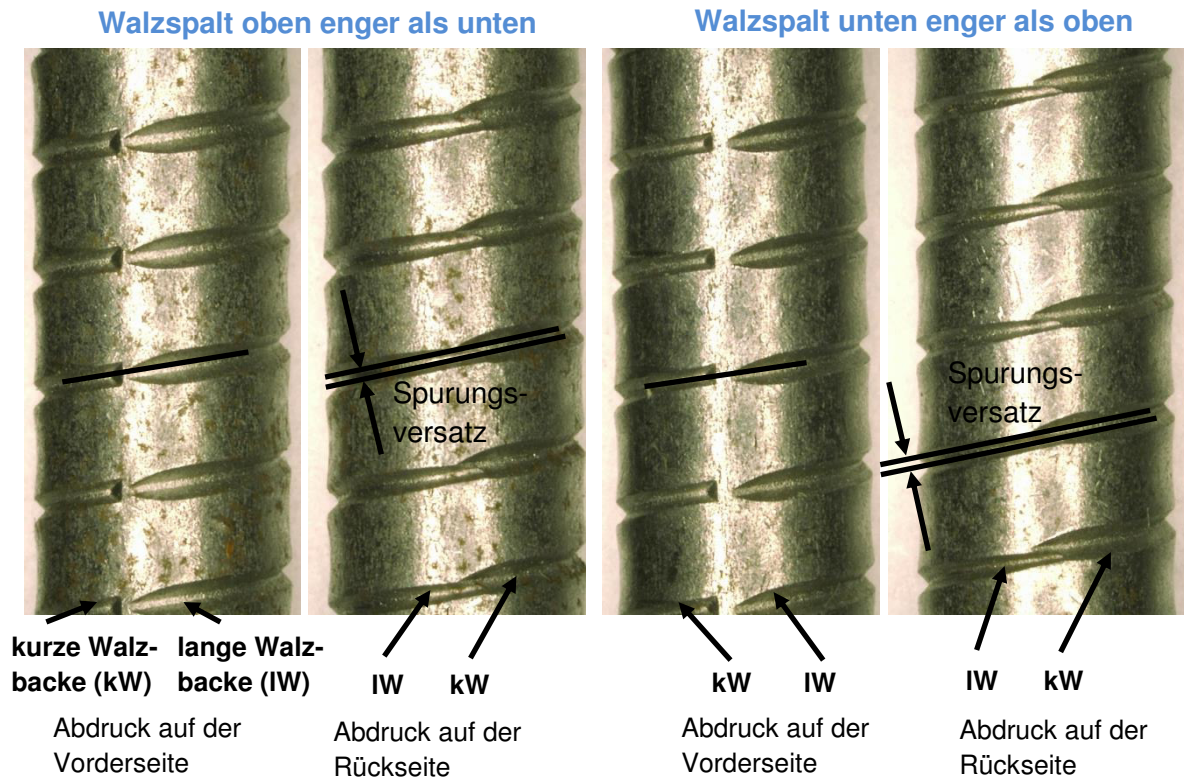 Walzspalt oben enger als unten
Walzspalt unten enger als oben
Spurungs-
versatz
Spurungs-
versatz
kurze Walz-
backe (kW)
lange Walz-
backe (lW)
lW
kW
kW
lW
lW
kW
Abdruck auf der
Vorderseite
Abdruck auf der
Rückseite
Abdruck auf der
Vorderseite
Abdruck auf der
Rückseite